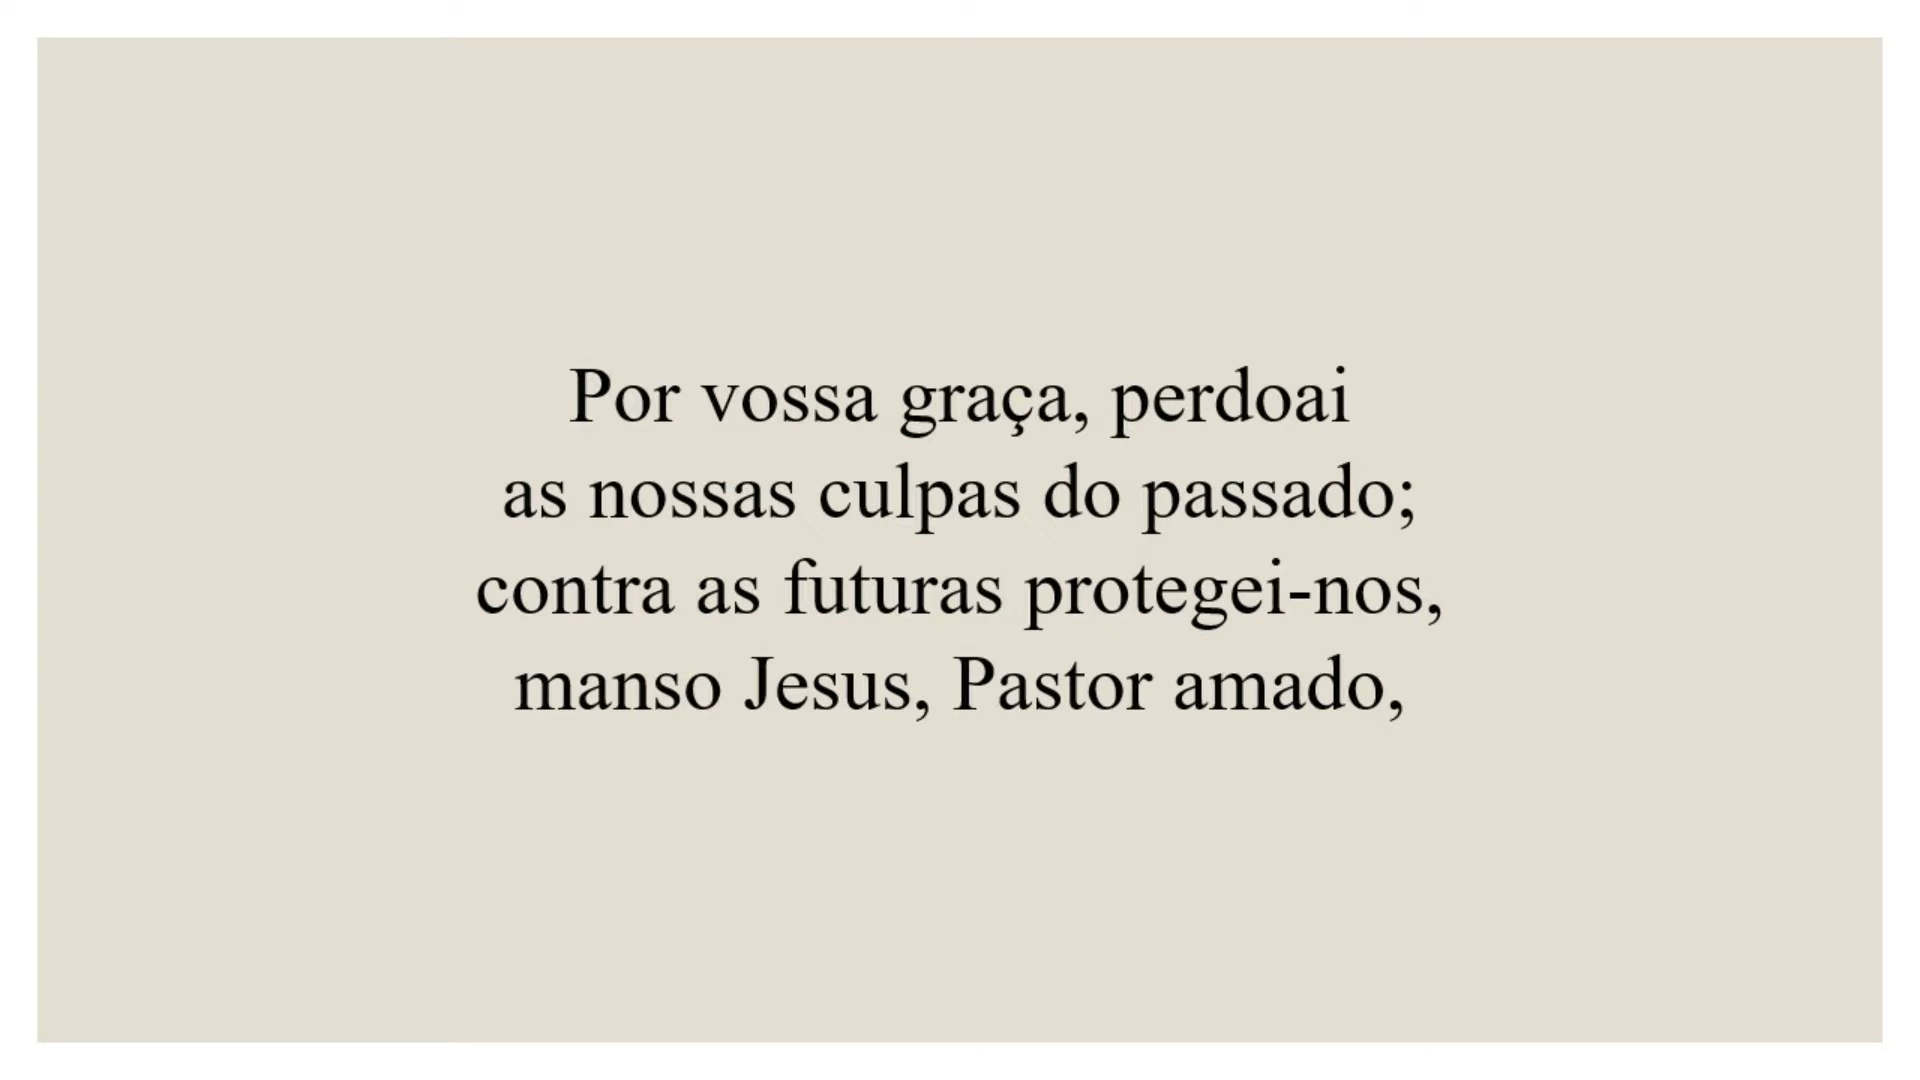 Por vossa graça, perdoai
as nossas culpas do passado;
contra as futuras protegei-nos,
manso Jesus, Pastor amado,